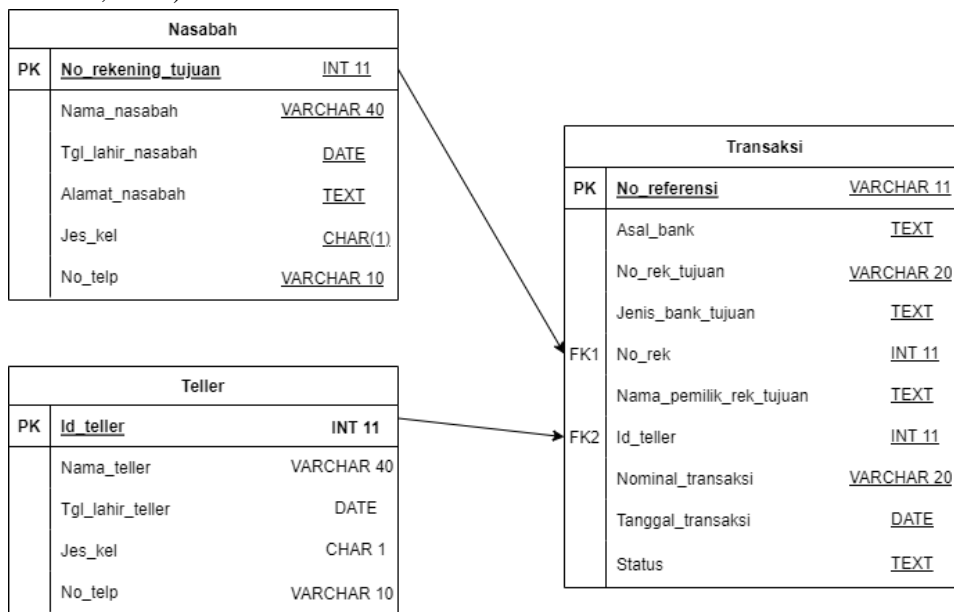 Nasabah
PK No_rekening_tujuan INT 11
Nama_nasabah VARCHAR 40
Tgl_lahir_nasabah DATE
Alamat_nasabah TEXT
Jes_kel CHAR(1)
No_telp VARCHAR 10
Transaksi
PK No_referensi VARCHAR 11
Asal_bank TEXT
No_rek_tujuan VARCHAR 20
Jenis_bank_tujuan TEXT
FK1 No_rek INT 11
Nama_pemilik_rek_tujuan TEXT
FK2 Id_teller INT 11
Nominal_transaksi VARCHAR 20
Tanggal_transaksi DATE
Status TEXT
Teller
PK Id_teller INT 11
Nama_teller VARCHAR 40
Tgl_lahir_teller DATE
Jes_kel CHAR 1
No_telp VARCHAR 10